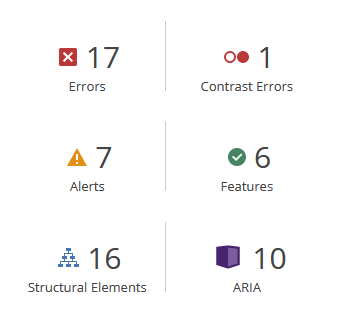 17 1
Errors Contrast Errors
7 6
Alerts Features
16 10
Structural Elements ARIA